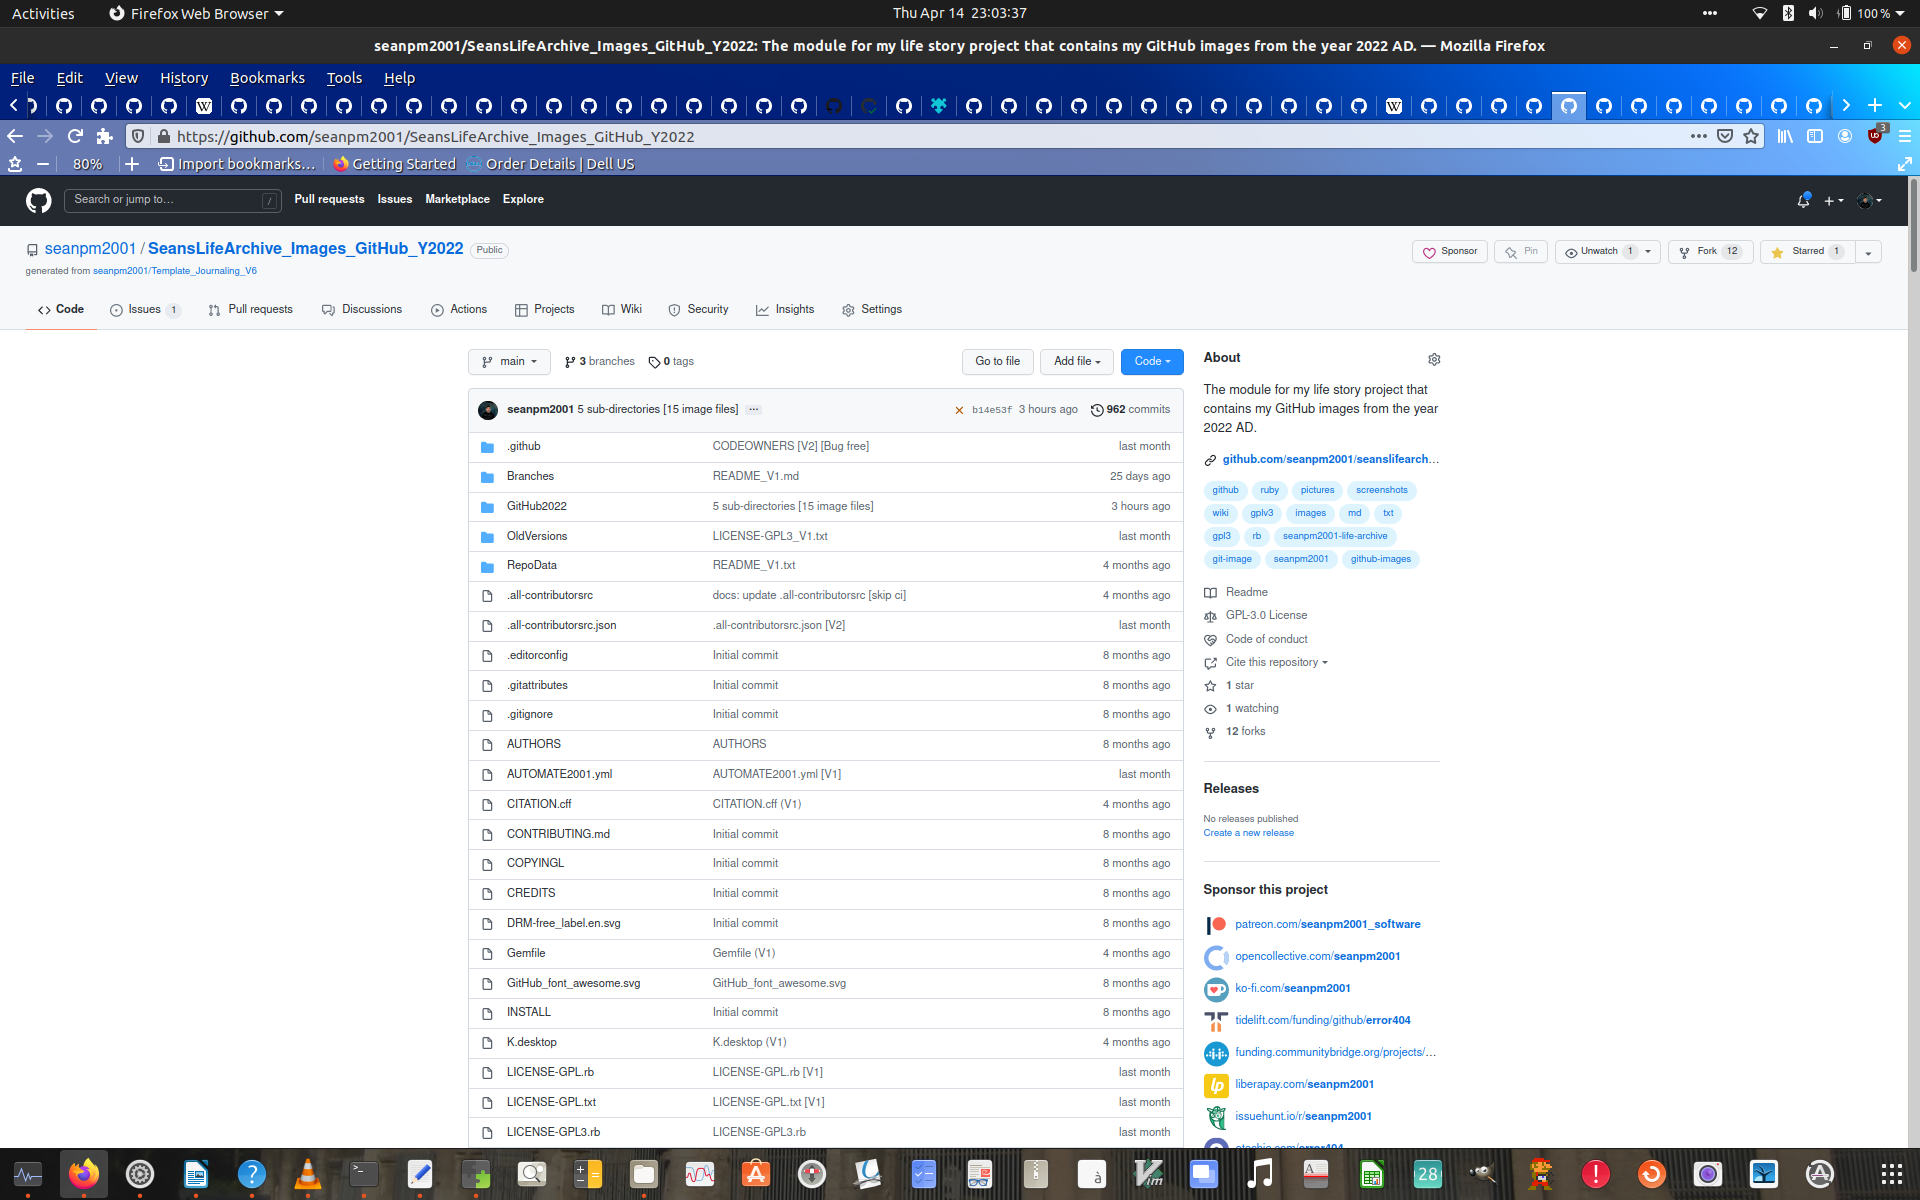 Activities
Firefox Web Browser
Thu Apr 14  23:03:37
100 %
seanpm2001/SeansLifeArchive_Images_GitHub_Y2022: The module for my life story project that contains my GitHub images from the year 2022 AD. — Mozilla Firefox
File Edit View History Bookmarks Tools Help
https://github.com/seanpm2001/SeansLifeArchive_Images_GitHub_Y2022
3
80%
Import bookmarks...
Getting Started
Order Details | Dell US
Search or jump to...
/
Pull requests Issues Marketplace Explore
seanpm2001 / SeansLifeArchive_Images_GitHub_Y2022 Public
Sponsor
Pin
Unwatch 1
Fork 12
Starred 1
generated from seanpm2001/Template_Journaling_V6
Code
Issues 1
Pull requests
Discussions
Actions
Projects
Wiki
Security
Insights
Settings
main
3 branches
0 tags
Go to file
Add file
Code
seanpm2001 5 sub-directories [15 image files] ...
b14e53f 3 hours ago
962 commits
.github CODEOWNERS [V2] [Bug free] last month
Branches README_V1.md 25 days ago
GitHub2022 5 sub-directories [15 image files] 3 hours ago
OldVersions LICENSE-GPL3_V1.txt last month
RepoData README_V1.txt 4 months ago
.all-contributorsrc docs: update .all-contributorsrc [skip ci] 4 months ago
.all-contributorsrc.json .all-contributorsrc.json [V2] last month
.editorconfig Initial commit 8 months ago
.gitattributes Initial commit 8 months ago
.gitignore Initial commit 8 months ago
AUTHORS AUTHORS 8 months ago
AUTOMATE2001.yml AUTOMATE2001.yml [V1] last month
CITATION.cff CITATION.cff (V1) 4 months ago
CONTRIBUTING.md Initial commit 8 months ago
COPYINGL Initial commit 8 months ago
CREDITS Initial commit 8 months ago
DRM-free_label.en.svg Initial commit 8 months ago
Gemfile Gemfile (V1) 4 months ago
GitHub_font_awesome.svg GitHub_font_awesome.svg 8 months ago
INSTALL Initial commit 8 months ago
K.desktop K.desktop (V1) 4 months ago
LICENSE-GPL.rb LICENSE-GPL.rb [V1] last month
LICENSE-GPL.txt LICENSE-GPL.txt [V1] last month
LICENSE-GPL3.rb LICENSE-GPL3.rb last month
About
The module for my life story project that
contains my GitHub images from the year
2022 AD.
github.com/seanpm2001/seanslifearch...
github ruby pictures screenshots
wiki gplv3 images md txt
gpl3 rb seanpm2001-life-archive
git-image seanpm2001 github-images
Readme
GPL-3.0 License
Code of conduct
Cite this repository
1 star
1 watching
12 forks
Releases
No releases published
Create a new release
Sponsor this project
patreon.com/seanpm2001_software
opencollective.com/seanpm2001
ko-fi.com/seanpm2001
tidelift.com/funding/github/error404
funding.communitybridge.org/projects/...
liberapay.com/seanpm2001
issuehunt.io/r/seanpm2001
28